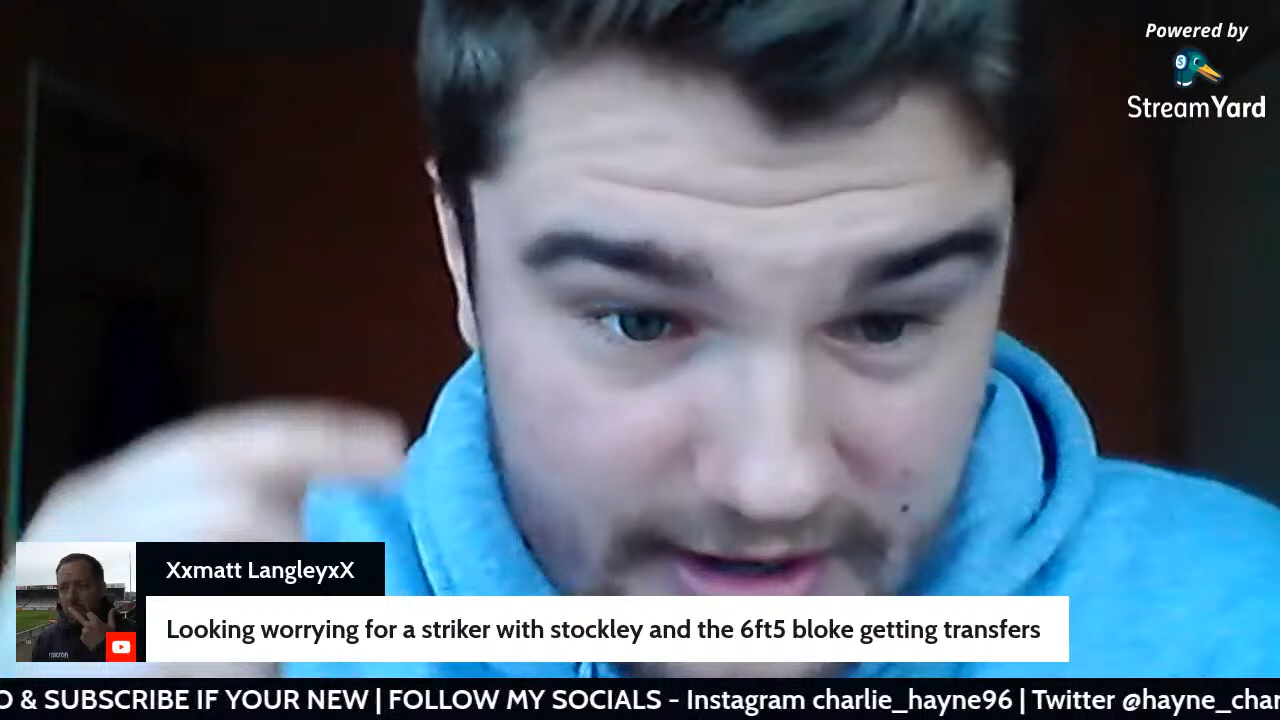 Powered by
StreamYard
Xxmatt LangleyxX
Looking worrying for a striker with stockley and the 6ft5 bloke getting transfers
O & SUBSCRIBE IF YOUR NEW | FOLLOW MY SOCIALS - Instagram charlie_hayne96 | Twitter @hayne_char